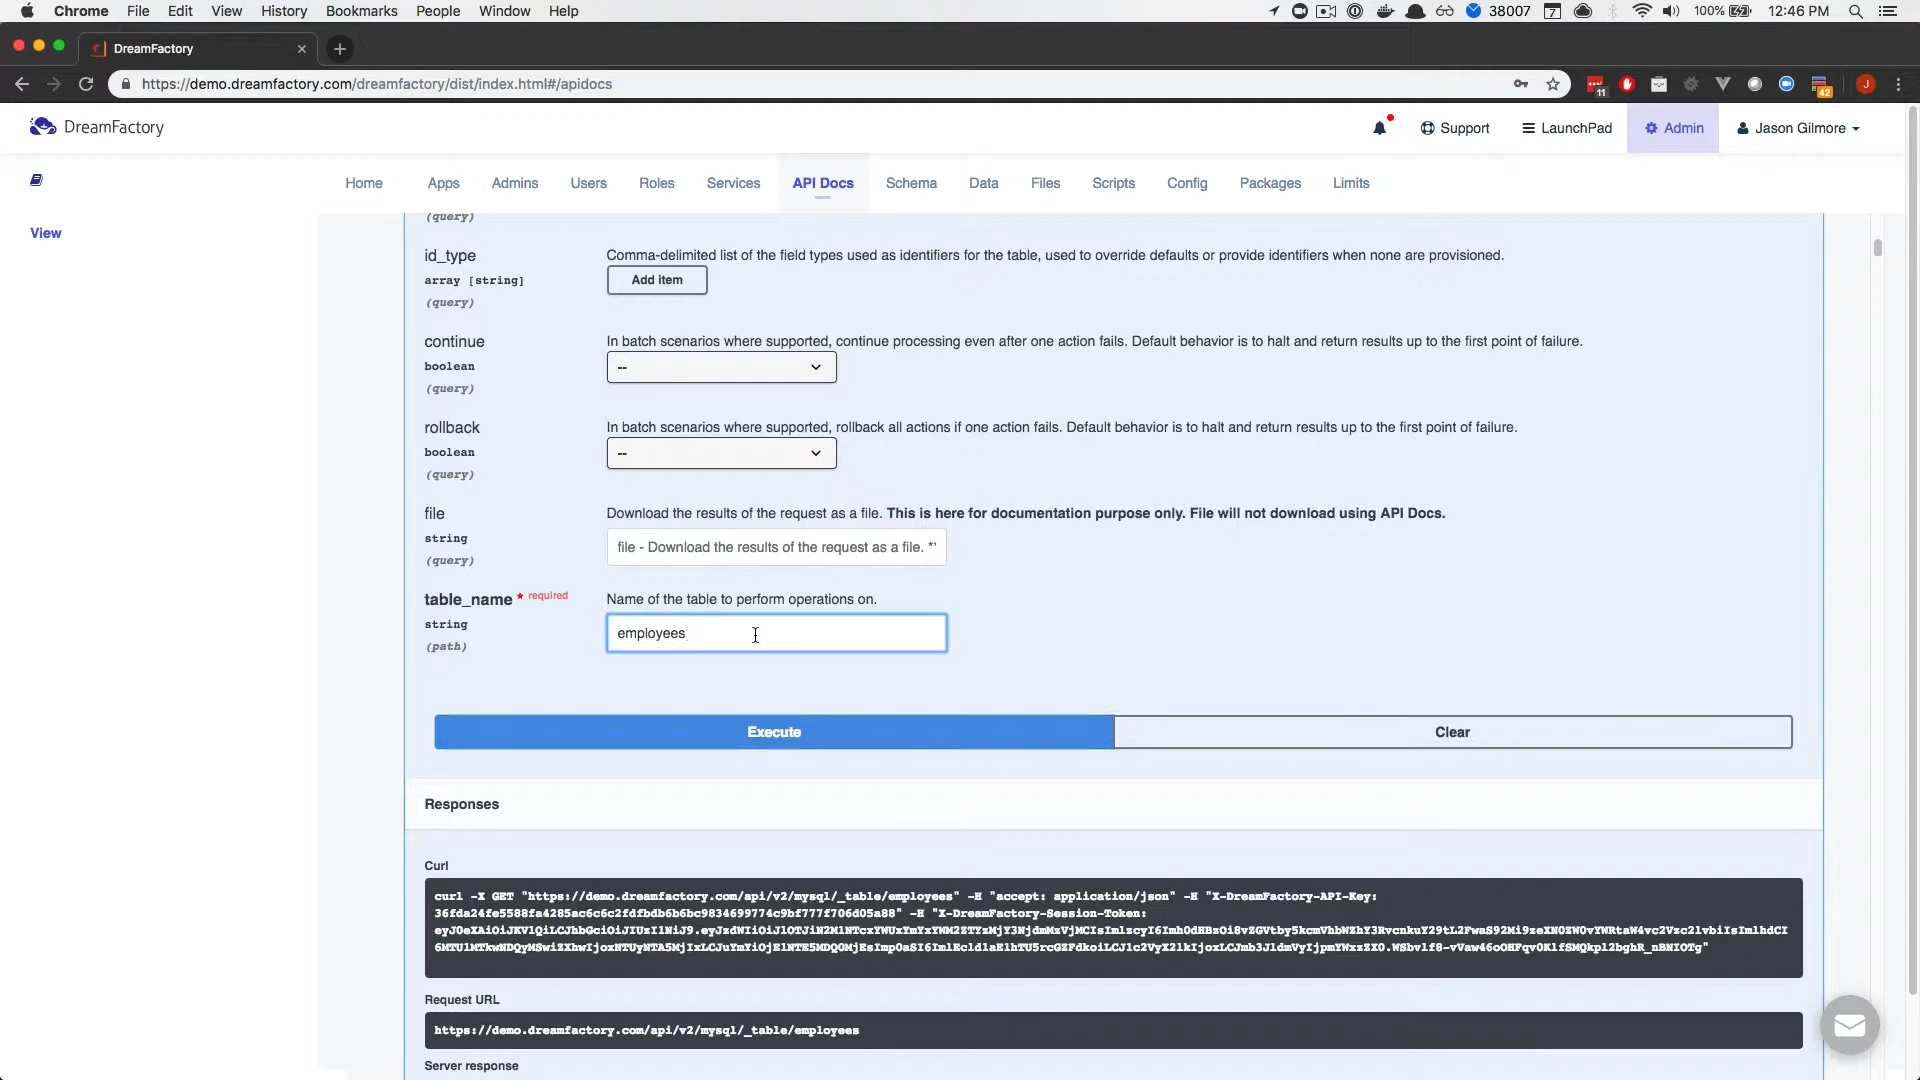 Chrome File Edit View History Bookmarks People Window Help 38007 7 100% 12:46 PM
DreamFactory
https://demo.dreamfactory.com/dreamfactory/dist/index.html#/apidocs 11 42 J
DreamFactory Support LaunchPad Admin Jason Gilmore
Home Apps Admins Users Roles Services API Docs Schema Data Files Scripts Config Packages Limits
View
(query)
id_type Comma-delimited list of the field types used as identifiers for the table, used to override defaults or provide identifiers when none are provisioned.
array [string] Add item
(query)
continue In batch scenarios where supported, continue processing even after one action fails. Default behavior is to halt and return results up to the first point of failure.
boolean --
(query)
rollback In batch scenarios where supported, rollback all actions if one action fails. Default behavior is to halt and return results up to the first point of failure.
boolean --
(query)
file Download the results of the request as a file. This is here for documentation purpose only. File will not download using API Docs.
string file - Download the results of the request as a file. *
(query)
table_name * required Name of the table to perform operations on.
string employees
(path)
Execute Clear
Responses
Curl
curl -X GET "https://demo.dreamfactory.com/api/v2/mysql/_table/employees" -H "accept: application/json" -H "X-DreamFactory-API-Key:
36fda24fe5588fa4285ac6c6c2fdfbdb6b6bc9834699774c9bf777f706d05a88" -H "X-DreamFactory-Session-Token:
Request URL
https://demo.dreamfactory.com/api/v2/mysql/_table/employees
Server response